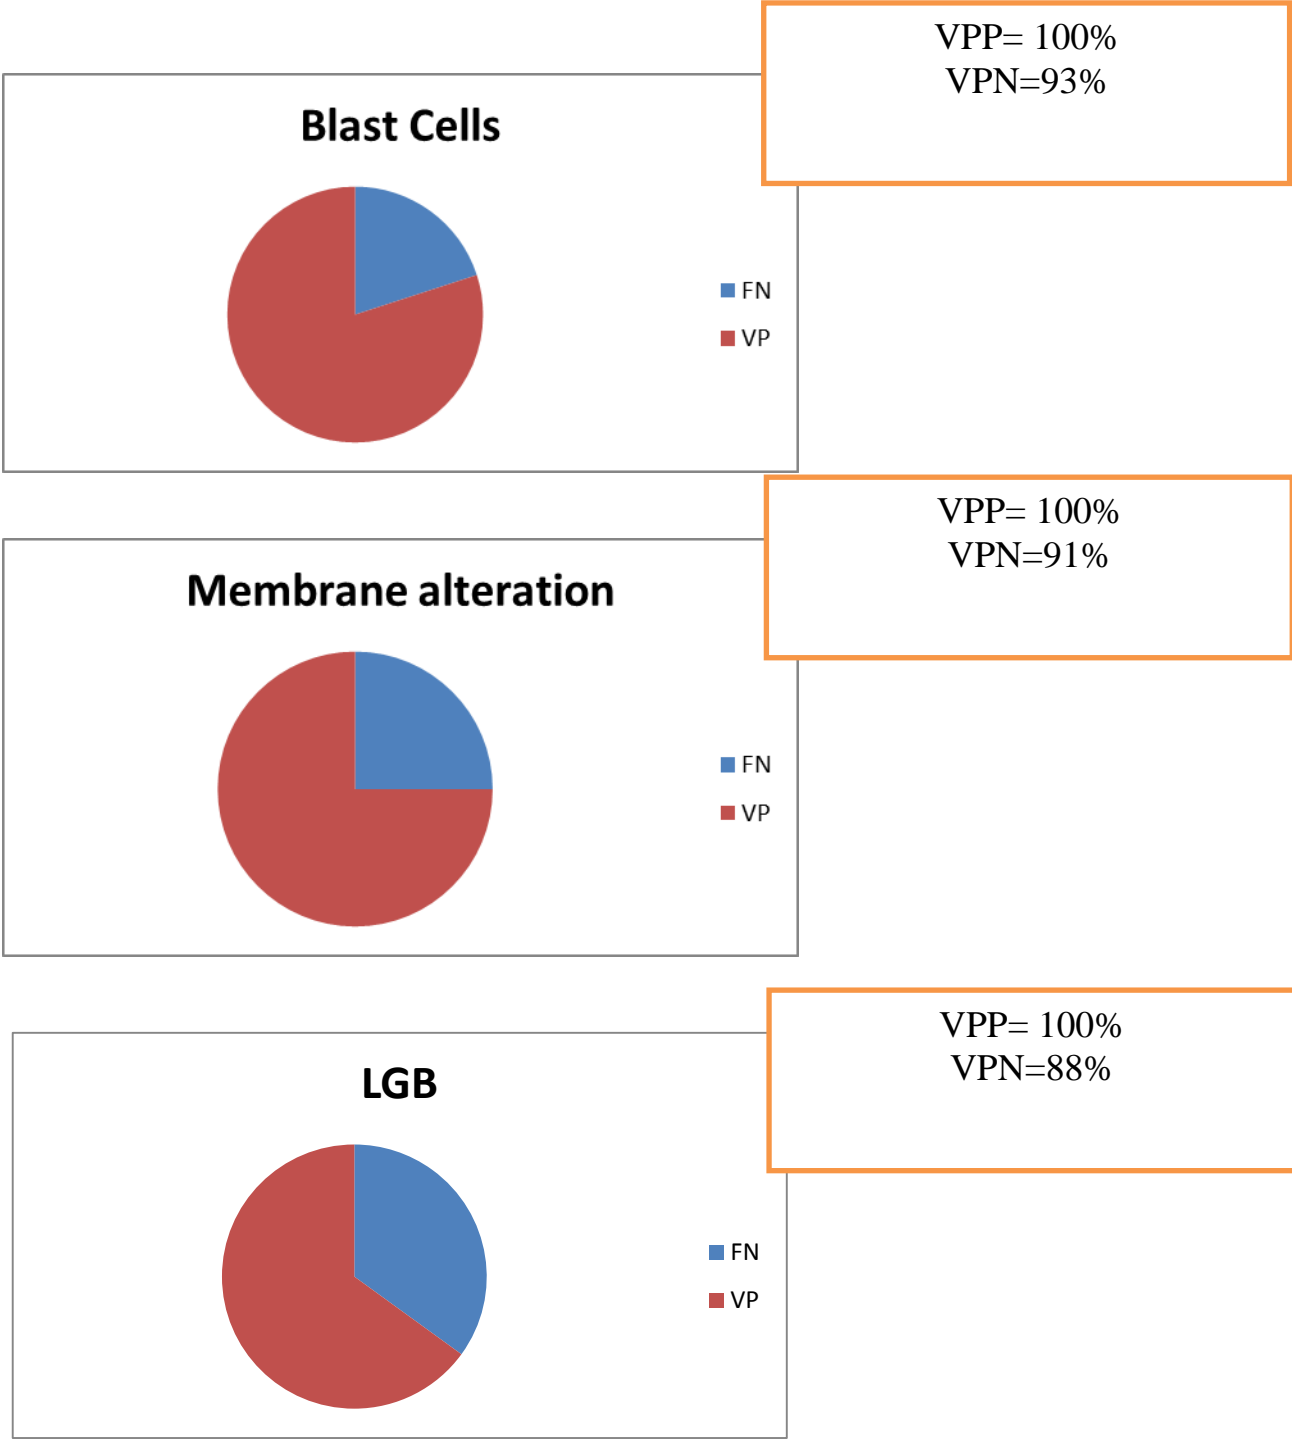 VPP= 100%
VPN=93%
Blast Cells
FN
VP
VPP= 100%
VPN=91%
Membrane alteration
FN
VP
VPP= 100%
VPN=88%
LGB
FN
VP